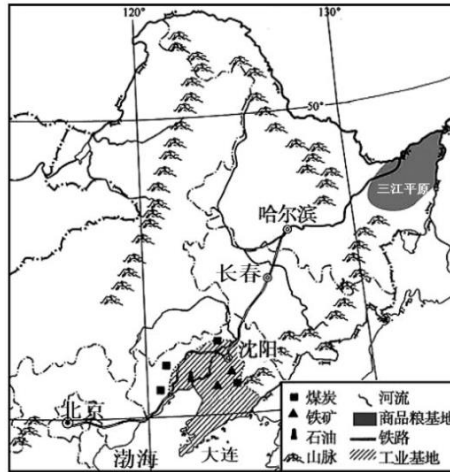 120°
130°
50°
三江平原
哈尔滨
长春
沈阳
北京
渤海
大连
煤炭
河流
铁矿
商品粮基地
石油
铁路
山脉
工业基地